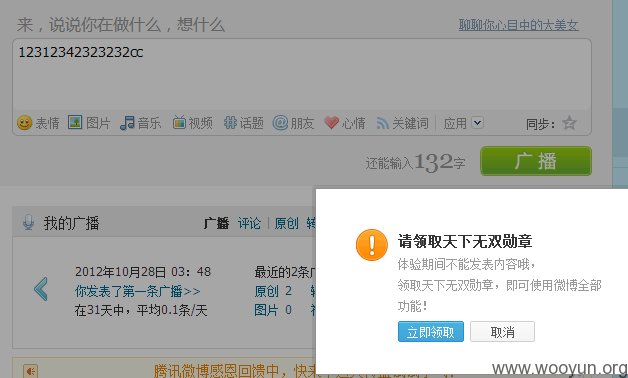 来，说说你在做什么，想什么
聊聊你心目中的大美女
12312342323232cc
表情 图片 音乐 视频 话题 朋友 心情 关键词 应用 同步：
还能输入132字
广播
我的广播
广播 评论 原创
2012年10月28日 03：48
你发表了第一条广播>>
在31天中，平均0.1条/天
最近的2条广
原创 2
图片 0
请领取天下无双勋章
体验期间不能发表内容哦，
领取天下无双勋章，即可使用微博全部
功能！
立即领取 取消
腾讯微博感恩回馈中，快来
www.wooyun.org